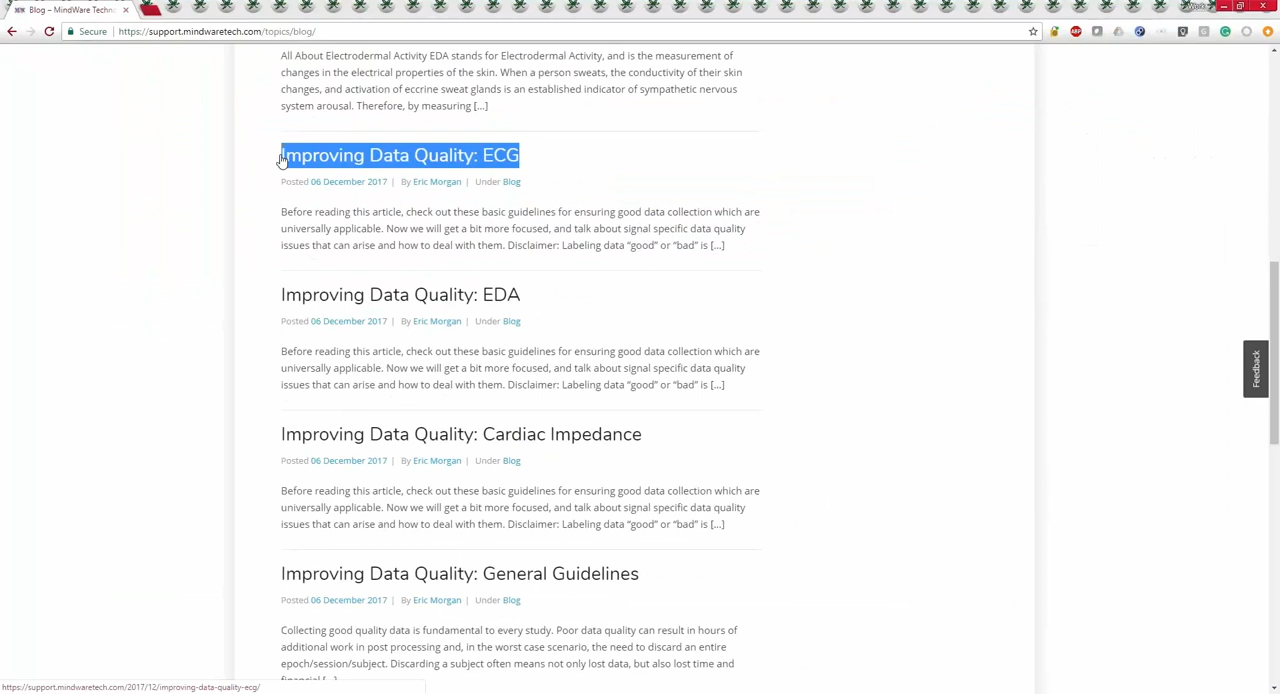 Blog – MindWare Techn
Work
Secure
https://support.mindwaretech.com/topics/blog/
All About Electrodermal Activity EDA stands for Electrodermal Activity, and is the measurement of
changes in the electrical properties of the skin. When a person sweats, the conductivity of their skin
changes, and activation of eccrine sweat glands is an established indicator of sympathetic nervous
system arousal. Therefore, by measuring […]
Improving Data Quality: ECG
Posted 06 December 2017 | By Eric Morgan | Under Blog
Before reading this article, check out these basic guidelines for ensuring good data collection which are
universally applicable. Now we will get a bit more focused, and talk about signal specific data quality
issues that can arise and how to deal with them. Disclaimer: Labeling data “good” or “bad” is […]
Improving Data Quality: EDA
Posted 06 December 2017 | By Eric Morgan | Under Blog
Before reading this article, check out these basic guidelines for ensuring good data collection which are
universally applicable. Now we will get a bit more focused, and talk about signal specific data quality
issues that can arise and how to deal with them. Disclaimer: Labeling data “good” or “bad” is […]
Feedback
Improving Data Quality: Cardiac Impedance
Posted 06 December 2017 | By Eric Morgan | Under Blog
Before reading this article, check out these basic guidelines for ensuring good data collection which are
universally applicable. Now we will get a bit more focused, and talk about signal specific data quality
issues that can arise and how to deal with them. Disclaimer: Labeling data “good” or “bad” is […]
Improving Data Quality: General Guidelines
Posted 06 December 2017 | By Eric Morgan | Under Blog
Collecting good quality data is fundamental to every study. Poor data quality can result in hours of
additional work in post processing and, in the worst case scenario, the need to discard an entire
epoch/session/subject. Discarding a subject often means not only lost data, but also lost time and
financial […]
https://support.mindwaretech.com/2017/12/improving-data-quality-ecg/